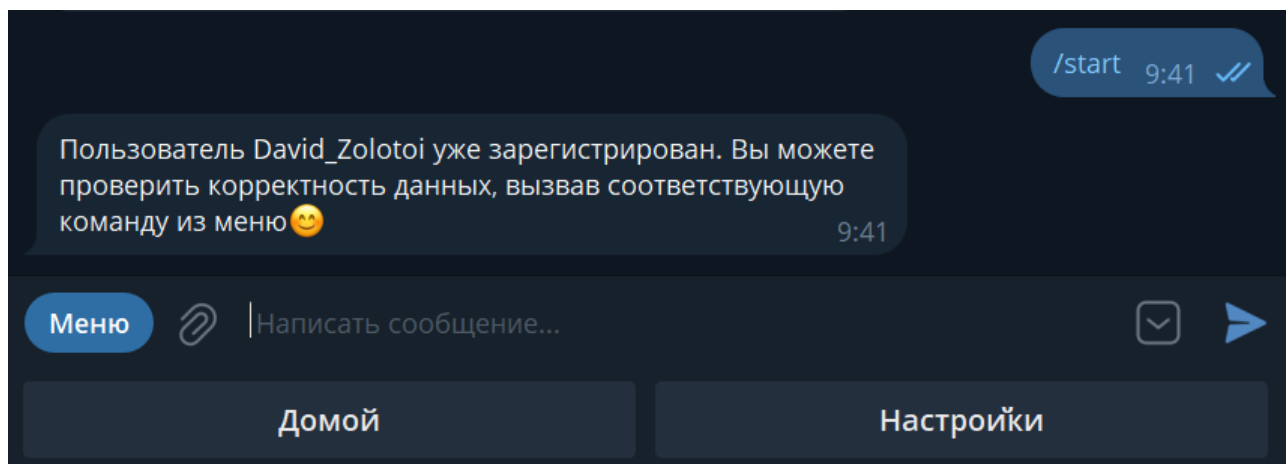 /start 9:41
Пользователь David_Zolotoi уже зарегистрирован. Вы можете
проверить корректность данных, вызвав соответствующую
команду из меню😊
9:41
Меню Написать сообщение...
Домой Настройки